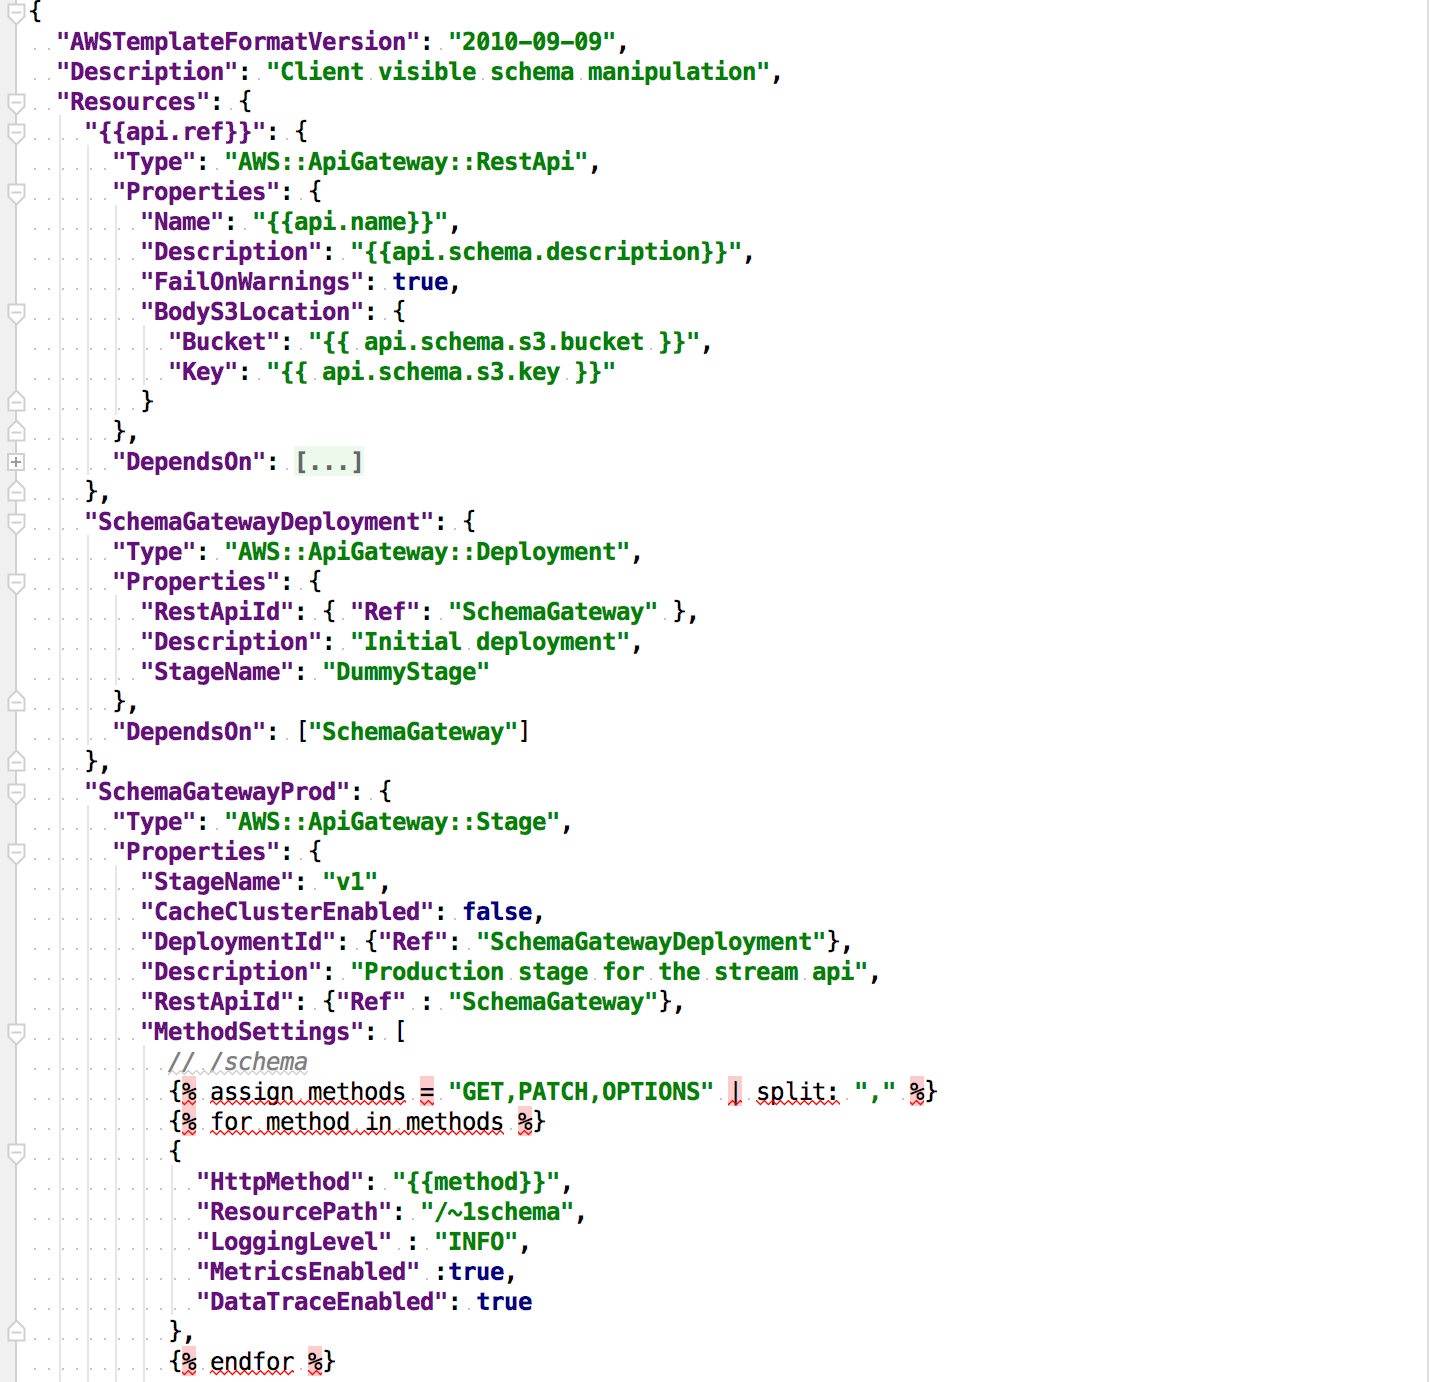 {
  "AWSTemplateFormatVersion": "2010-09-09",
  "Description": "Client visible schema manipulation",
  "Resources": {
    "{{api.ref}}": {
      "Type": "AWS::ApiGateway::RestApi",
      "Properties": {
        "Name": "{{api.name}}",
        "Description": "{{api.schema.description}}",
        "FailOnWarnings": true,
        "BodyS3Location": {
          "Bucket": "{{ api.schema.s3.bucket }}",
          "Key": "{{ api.schema.s3.key }}"
        }
      },
      "DependsOn": [...]
    },
    "SchemaGatewayDeployment": {
      "Type": "AWS::ApiGateway::Deployment",
      "Properties": {
        "RestApiId": { "Ref": "SchemaGateway" },
        "Description": "Initial deployment",
        "StageName": "DummyStage"
      },
      "DependsOn": ["SchemaGateway"]
    },
    "SchemaGatewayProd": {
      "Type": "AWS::ApiGateway::Stage",
      "Properties": {
        "StageName": "v1",
        "CacheClusterEnabled": false,
        "DeploymentId": {"Ref": "SchemaGatewayDeployment"},
        "Description": "Production stage for the stream api",
        "RestApiId": {"Ref" : "SchemaGateway"},
        "MethodSettings": [
          // /schema
          {% assign methods = "GET,PATCH,OPTIONS" | split: "," %}
          {% for method in methods %}
          {
            "HttpMethod": "{{method}}",
            "ResourcePath": "/~1schema",
            "LoggingLevel" : "INFO",
            "MetricsEnabled" :true,
            "DataTraceEnabled": true
          },
          {% endfor %}